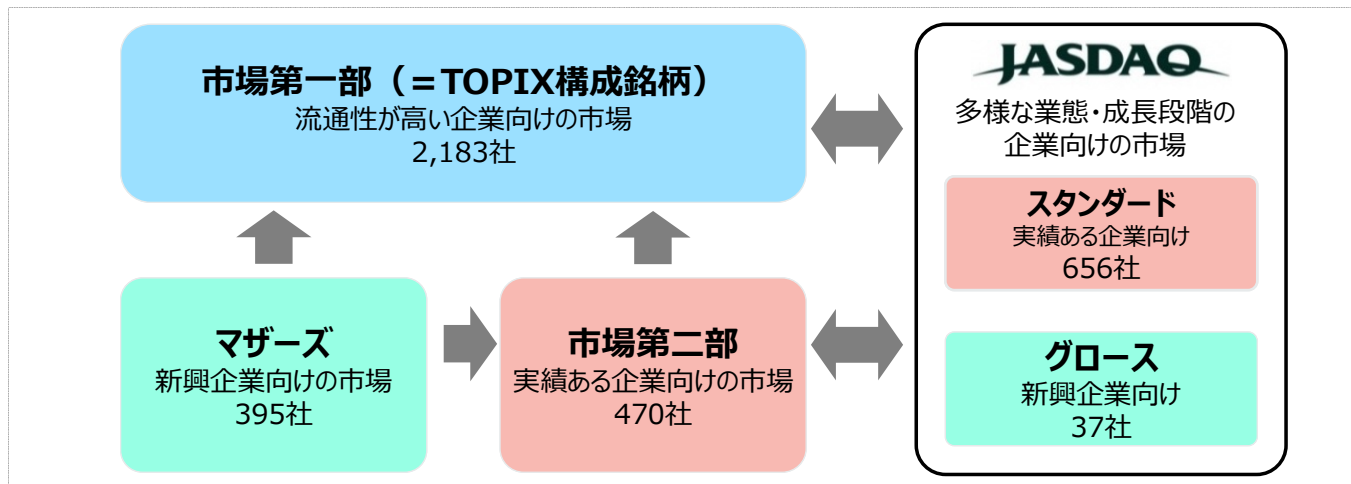 市場第一部（＝TOPIX構成銘柄）
流通性が高い企業向けの市場
2,183社
マザーズ
新興企業向けの市場
395社
市場第二部
実績ある企業向けの市場
470社
JASDAQ
多様な業態・成長段階の
企業向けの市場
スタンダード
実績ある企業向け
656社
グロース
新興企業向け
37社